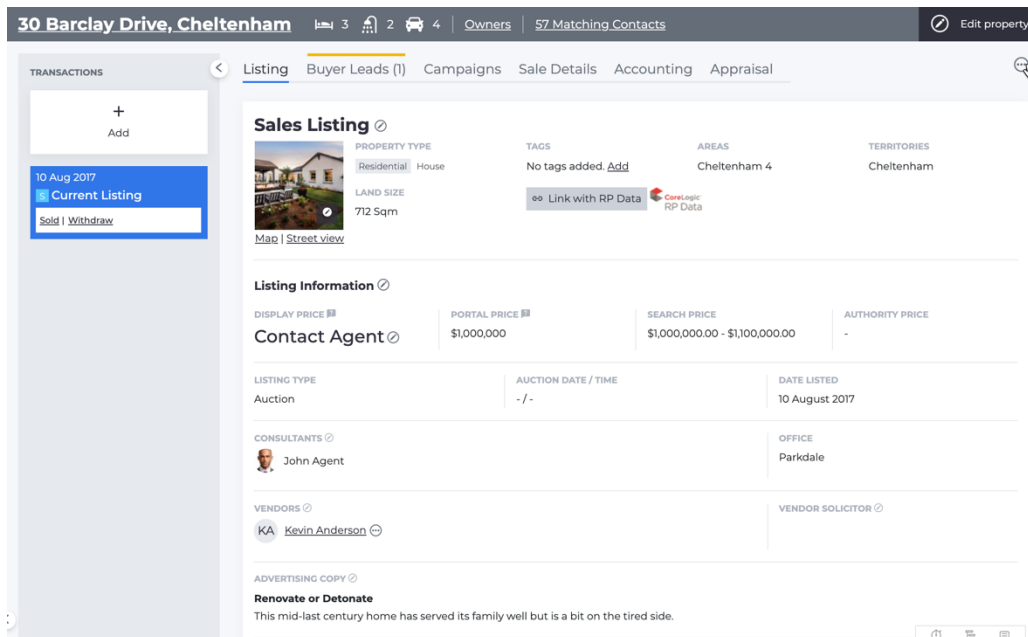 30 Barclay Drive, Cheltenham 3 2 4 Owners 57 Matching Contacts Edit property
TRANSACTIONS
+
Add
10 Aug 2017
S Current Listing
Sold | Withdraw
Listing Buyer Leads (1) Campaigns Sale Details Accounting Appraisal
Sales Listing
PROPERTY TYPE TAGS AREAS TERRITORIES
Residential House No tags added. Add Cheltenham 4 Cheltenham
LAND SIZE Link with RP Data CoreLogic
712 Sqm RP Data
Map | Street view
Listing Information
DISPLAY PRICE PORTAL PRICE SEARCH PRICE AUTHORITY PRICE
Contact Agent $1,000,000 $1,000,000.00 - $1,100,000.00 -
LISTING TYPE AUCTION DATE / TIME DATE LISTED
Auction - / - 10 August 2017
CONSULTANTS OFFICE
John Agent Parkdale
VENDORS VENDOR SOLICITOR
KA Kevin Anderson
ADVERTISING COPY
Renovate or Detonate
This mid-last century home has served its family well but is a bit on the tired side.